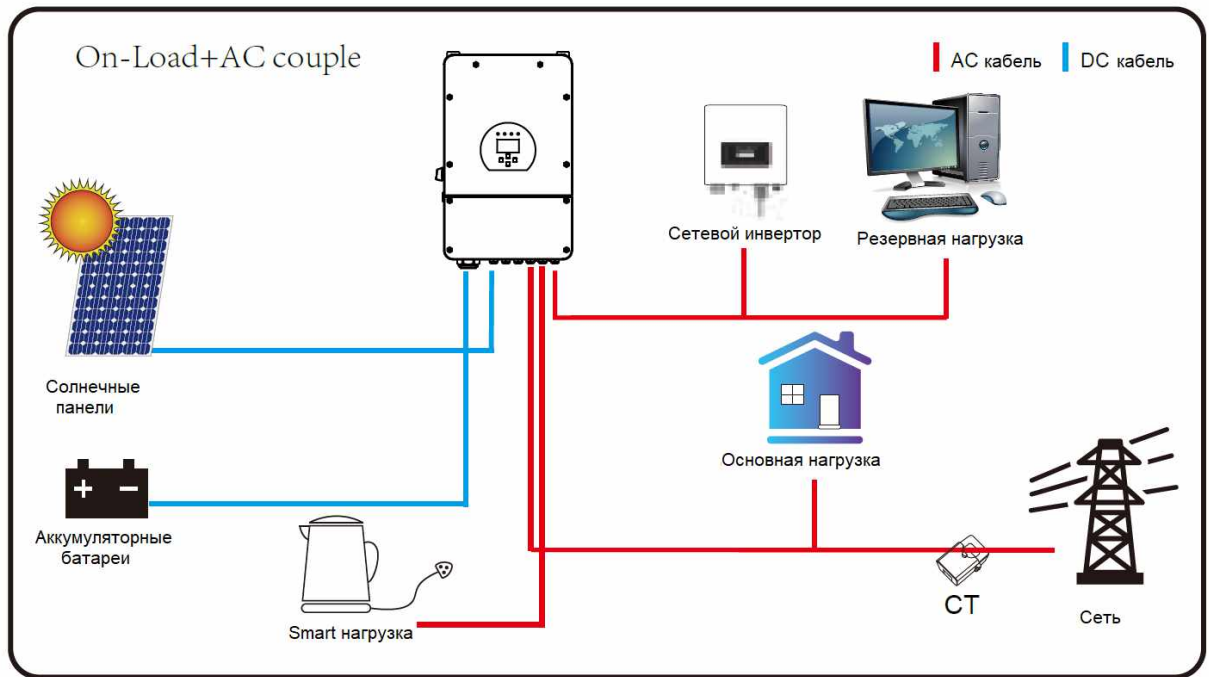 On-Load+AC couple
AC кабель
DC кабель
Сетевой инвертор
Резервная нагрузка
Солнечные
панели
Основная нагрузка
+ −
Аккумуляторные
батареи
CT
Сеть
Smart нагрузка